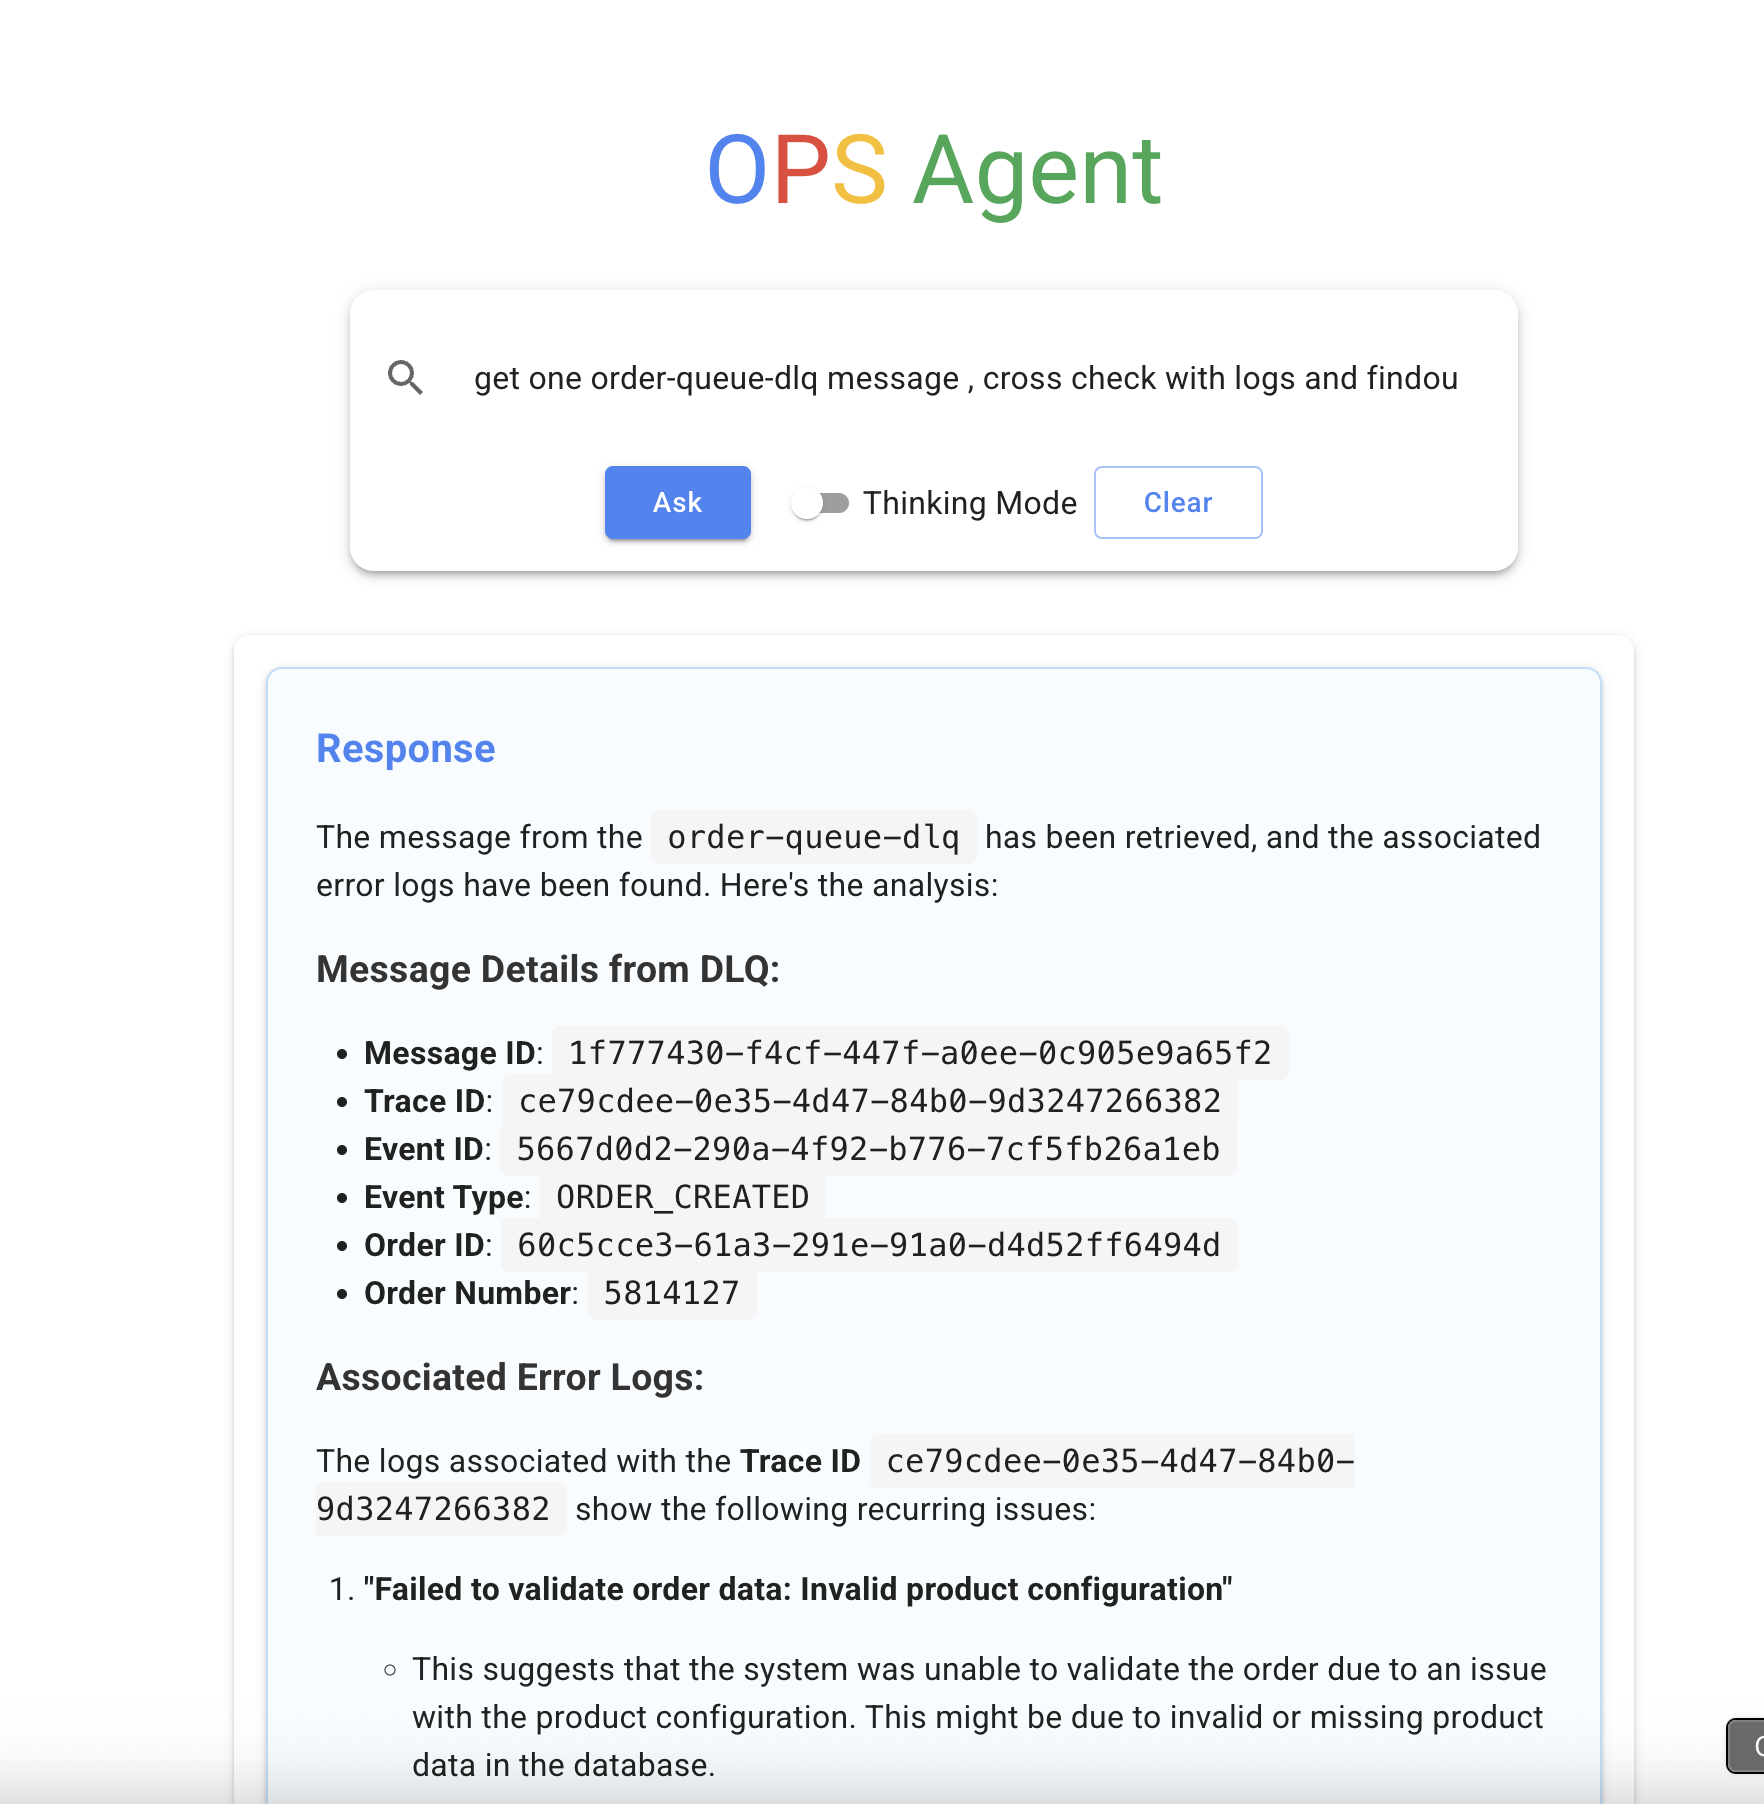 OPS Agent
get one order-queue-dlq message , cross check with logs and findou
Ask
Thinking Mode
Clear
Response
The message from the order-queue-dlq has been retrieved, and the associated
error logs have been found. Here's the analysis:
Message Details from DLQ:
• Message ID: 1f777430-f4cf-447f-a0ee-0c905e9a65f2
• Trace ID: ce79cdee-0e35-4d47-84b0-9d3247266382
• Event ID: 5667d0d2-290a-4f92-b776-7cf5fb26a1eb
• Event Type: ORDER_CREATED
• Order ID: 60c5cce3-61a3-291e-91a0-d4d52ff6494d
• Order Number: 5814127
Associated Error Logs:
The logs associated with the Trace ID ce79cdee-0e35-4d47-84b0-
9d3247266382 show the following recurring issues:
1. "Failed to validate order data: Invalid product configuration"
○ This suggests that the system was unable to validate the order due to an issue
with the product configuration. This might be due to invalid or missing product
data in the database.